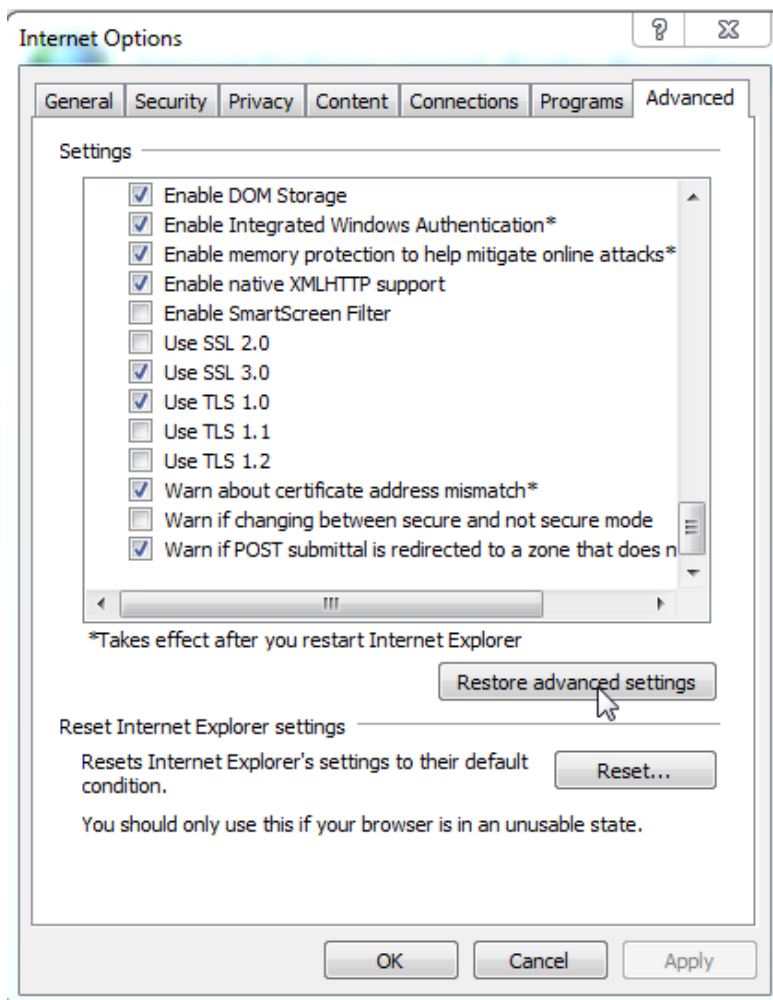 Internet Options
General Security Privacy Content Connections Programs Advanced
Settings
Enable DOM Storage
Enable Integrated Windows Authentication*
Enable memory protection to help mitigate online attacks*
Enable native XMLHTTP support
Enable SmartScreen Filter
Use SSL 2.0
Use SSL 3.0
Use TLS 1.0
Use TLS 1.1
Use TLS 1.2
Warn about certificate address mismatch*
Warn if changing between secure and not secure mode
Warn if POST submittal is redirected to a zone that does n
*Takes effect after you restart Internet Explorer
Restore advanced settings
Reset Internet Explorer settings
Resets Internet Explorer's settings to their default
condition.
Reset...
You should only use this if your browser is in an unusable state.
OK Cancel Apply